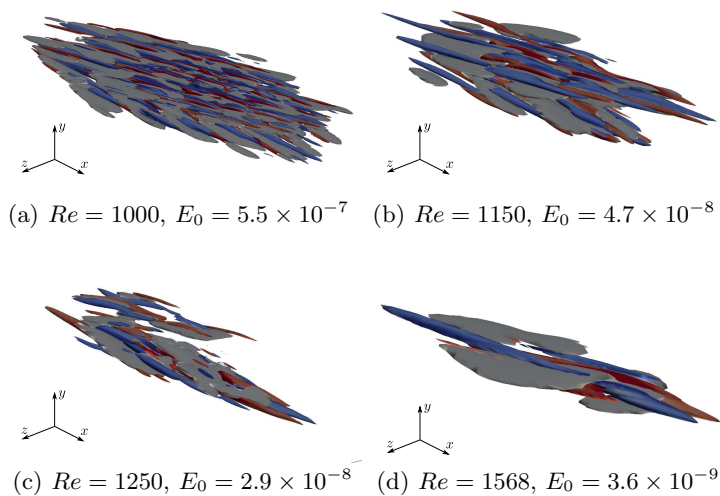 y
z
x
y
z
x
(a) Re = 1000, E₀ = 5.5 × 10⁻⁷
(b) Re = 1150, E₀ = 4.7 × 10⁻⁸
y
z
x
y
z
x
(c) Re = 1250, E₀ = 2.9 × 10⁻⁸
(d) Re = 1568, E₀ = 3.6 × 10⁻⁹